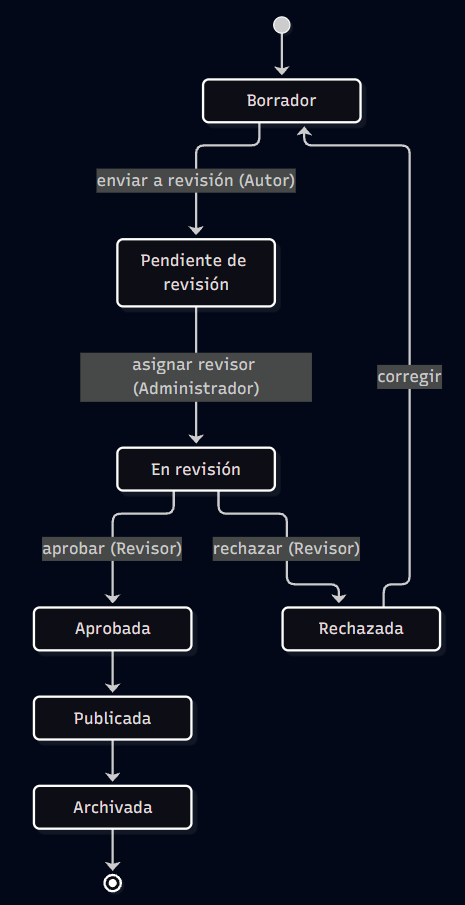 Borrador
enviar a revisión (Autor)
Pendiente de
revisión
asignar revisor
(Administrador)
corregir
En revisión
aprobar (Revisor)
rechazar (Revisor)
Aprobada
Rechazada
Publicada
Archivada